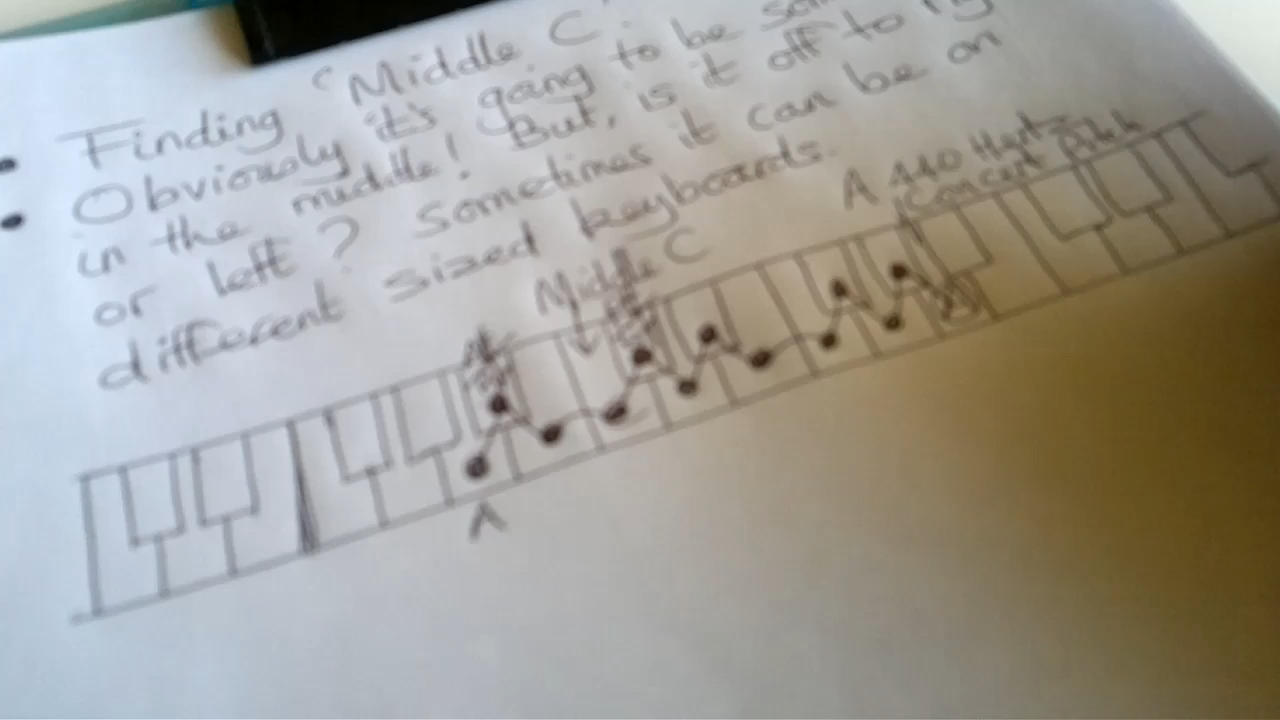 Finding 'Middle C'.
Obviously it's going to be
in the middle! But, is it off to
or left? Sometimes it can be on
different sized keyboards.
A 440 Hertz
Concert Pitch
Middle C
A